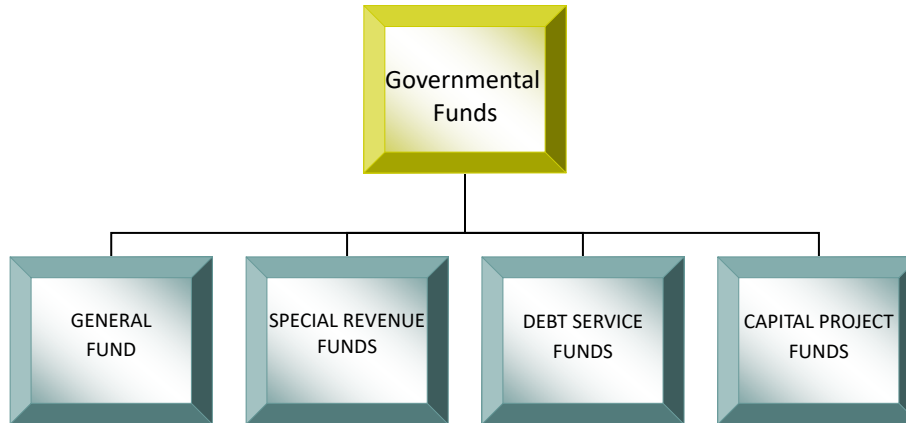 Governmental
Funds
GENERAL
FUND
SPECIAL REVENUE
FUNDS
DEBT SERVICE
FUNDS
CAPITAL PROJECT
FUNDS